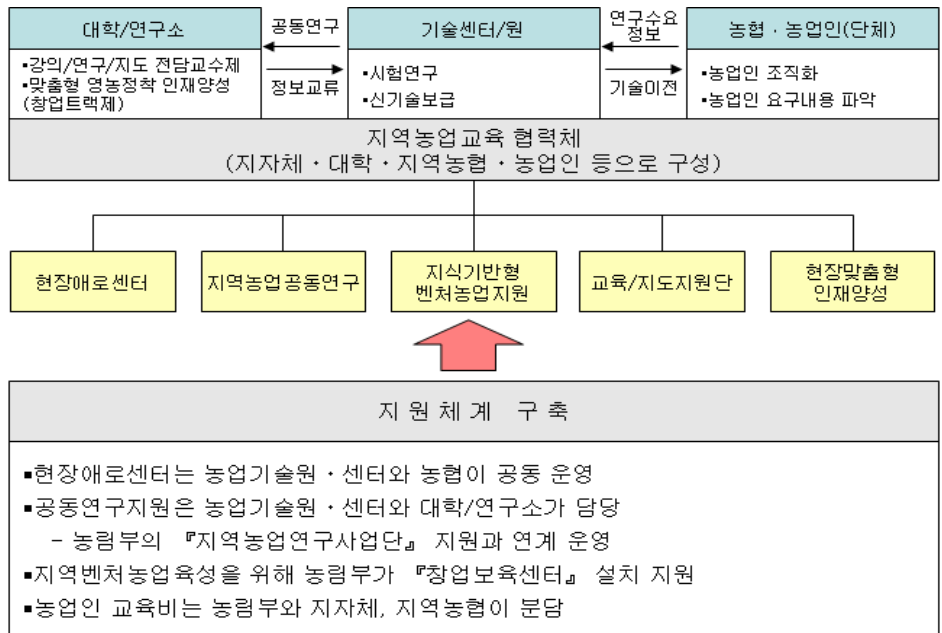 대학/연구소
▪강의/연구/지도 전담교수제
▪맞춤형 영농정착 인재양성
(창업트랙제)
공동연구
정보교류
기술센터/원
▪시험연구
▪신기술보급
연구수요
정보
기술이전
농협ㆍ농업인(단체)
▪농업인 조직화
▪농업인 요구내용 파악
지역농업교육 협력체
(지자체ㆍ대학ㆍ지역농협ㆍ농업인 등으로 구성)
현장애로센터
지역농업공동연구
지식기반형
벤처농업지원
교육/지도지원단
현장맞춤형
인재양성
지 원 체 계 구 축
▪현장애로센터는 농업기술원ㆍ센터와 농협이 공동 운영
▪공동연구지원은 농업기술원ㆍ센터와 대학/연구소가 담당
- 농림부의 『지역농업연구사업단』 지원과 연계 운영
▪지역벤처농업육성을 위해 농림부가 『창업보육센터』 설치 지원
▪농업인 교육비는 농림부와 지자체, 지역농협이 분담